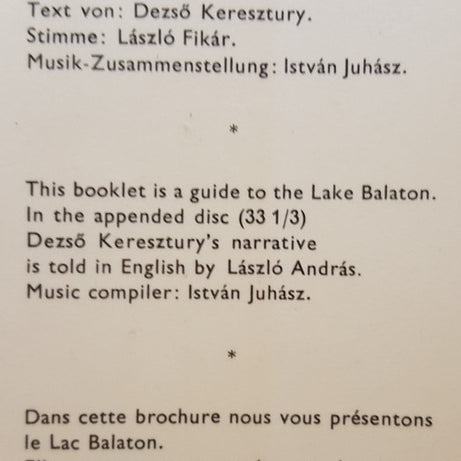 Text von: Dezső Keresztury.
Stimme: László Fikár.
Musik-Zusammenstellung: István Juhász.
*
This booklet is a guide to the Lake Balaton.
In the appended disc (33 1/3)
Dezső Keresztury's narrative
is told in English by László András.
Music compiler: István Juhász.
*
Dans cette brochure nous vous présentons
le Lac Balaton.